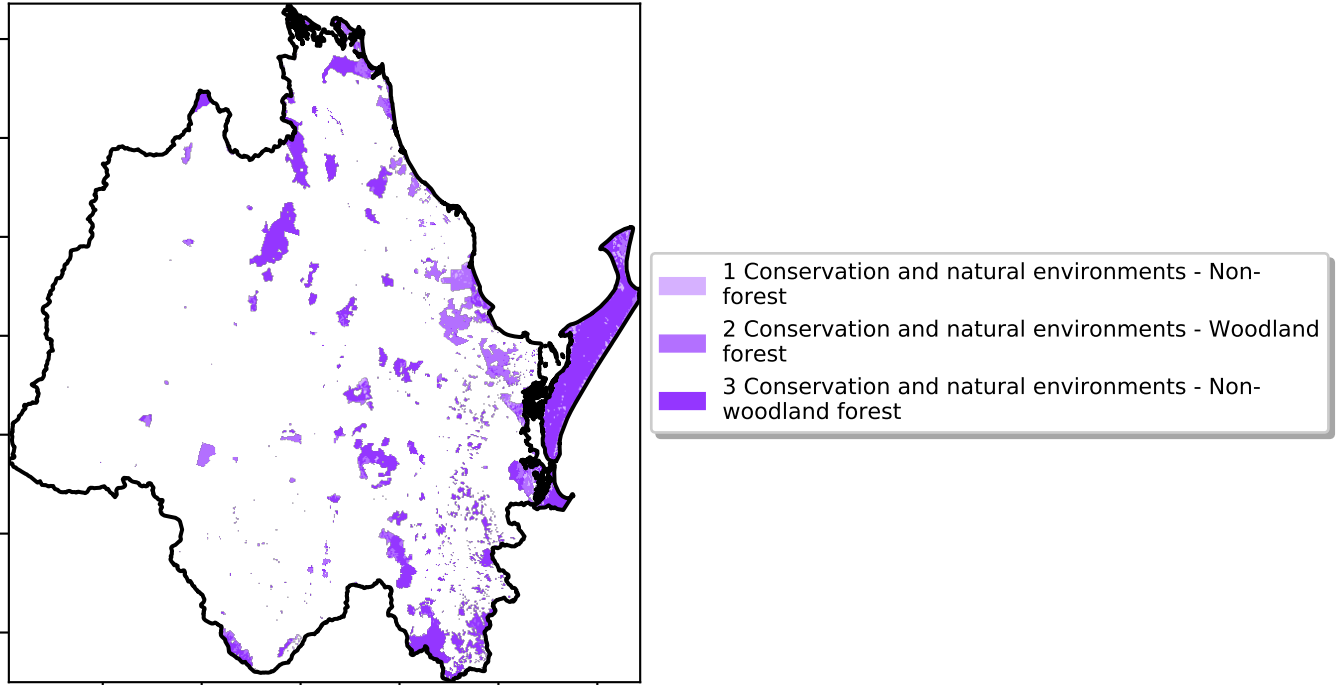 1 Conservation and natural environments - Non-
forest
2 Conservation and natural environments - Woodland
forest
3 Conservation and natural environments - Non-
woodland forest